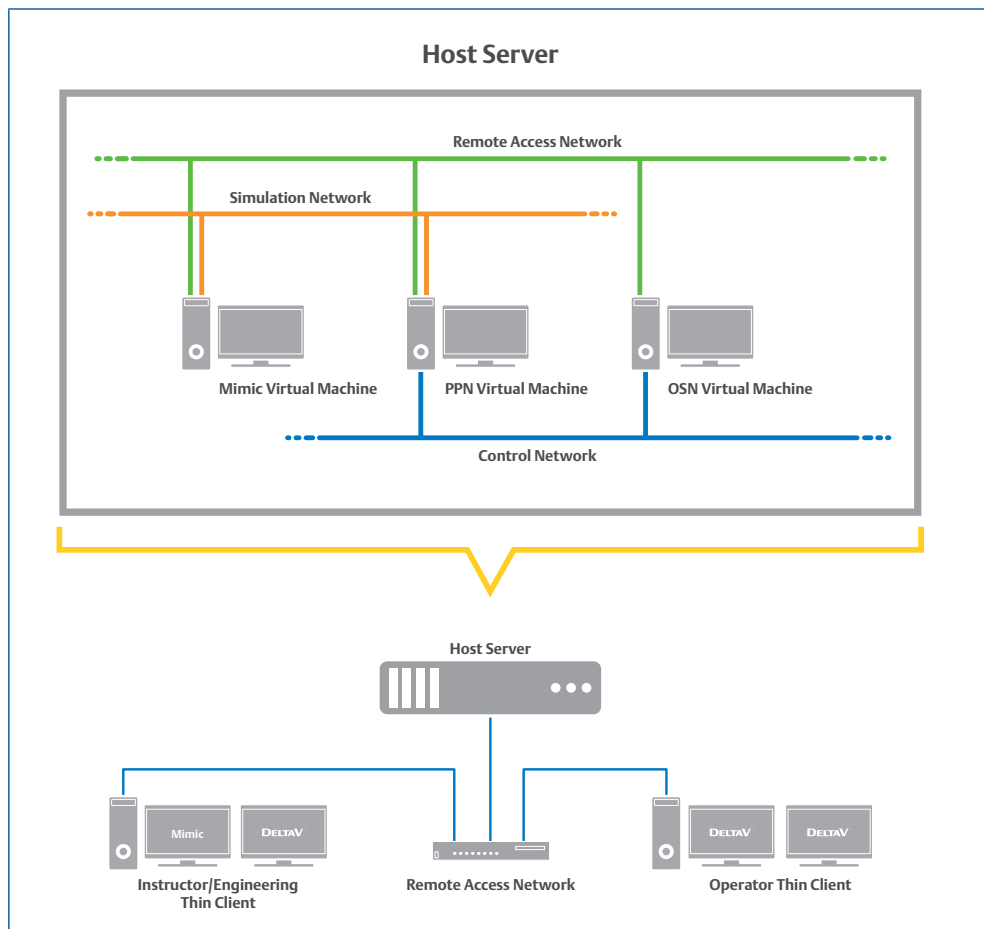 Host Server
Remote Access Network
Simulation Network
Mimic Virtual Machine
PPN Virtual Machine
OSN Virtual Machine
Control Network
Host Server
Mimic
DELTAV
DELTAV
DELTAV
Instructor/Engineering
Thin Client
Remote Access Network
Operator Thin Client